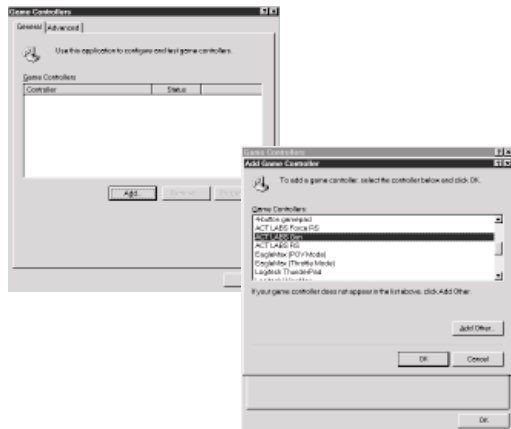 Game Controllers
General Advanced
Use this application to configure and test game controllers.
Game Controllers
Controller Status
Add...
Game Controllers
Add Game Controller
To add a game controller, select the controller below and click OK.
Game Controllers:
4-button gamepad
ACT LABS Force RS
ACT LABS Gun
ACT LABS RS
EagleMax (POV Mode)
EagleMax (Throttle Mode)
Logitech ThunderPad
If your game controller does not appear in the list above, click Add Other.
Add Other...
OK Cancel
OK